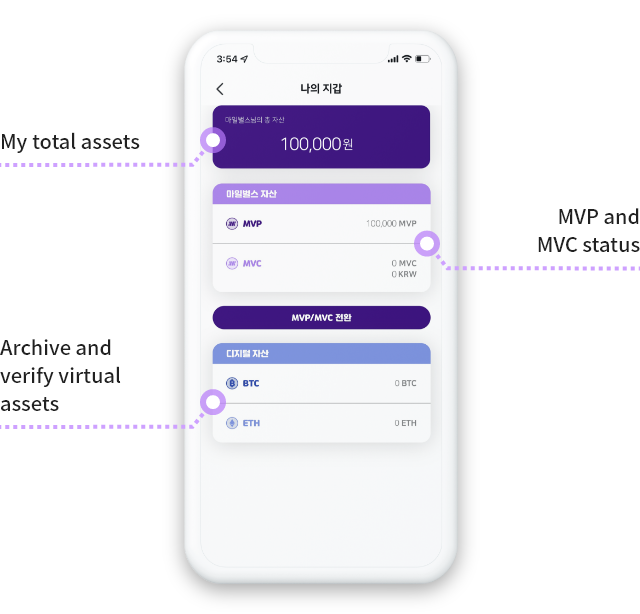 3:54
나의 지갑
마일벌스님의 총 자산
100,000원
My total assets
마일벌스 자산
MVP
100,000 MVP
MVC
0 MVC
0 KRW
MVP and
MVC status
MVP/MVC 전환
디지털 자산
BTC
0 BTC
ETH
0 ETH
Archive and
verify virtual
assets